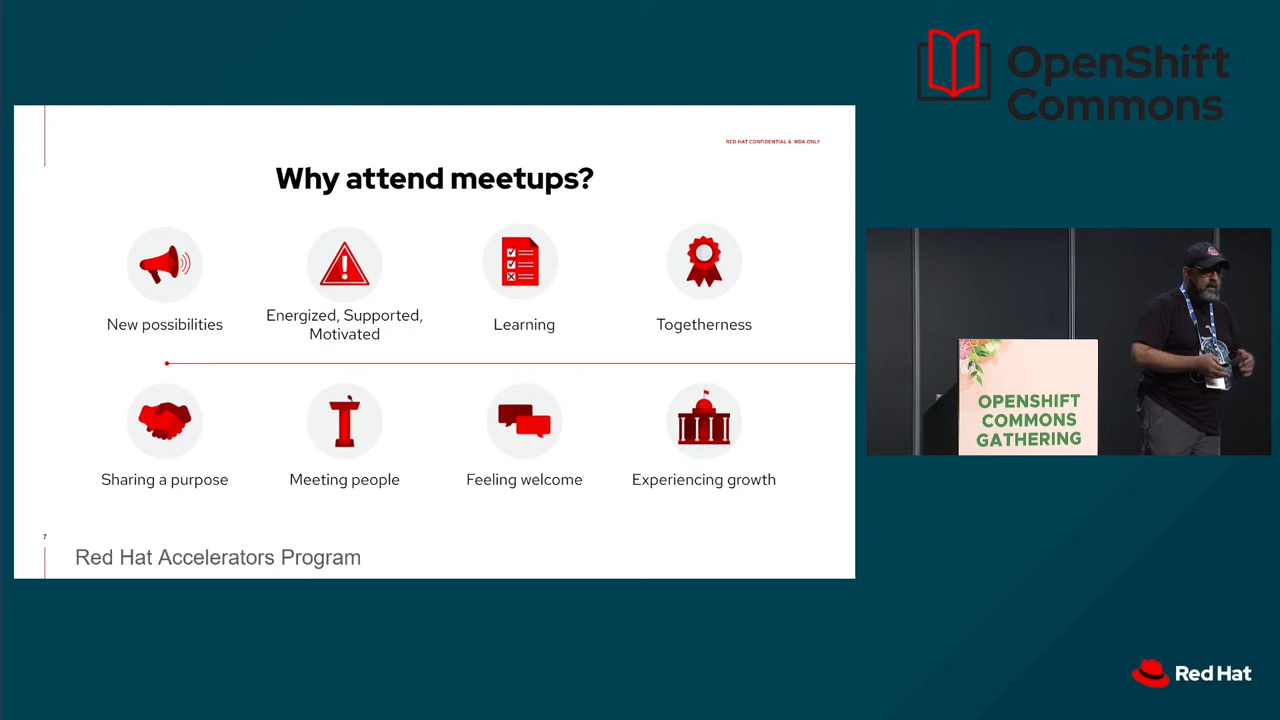 OpenShift
Commons
RED HAT CONFIDENTIAL & NDA ONLY
Why attend meetups?
New possibilities
Energized, Supported,
Motivated
Learning
Togetherness
Sharing a purpose
Meeting people
Feeling welcome
Experiencing growth
7
Red Hat Accelerators Program
OPENSHIFT
COMMONS
GATHERING
Red Hat